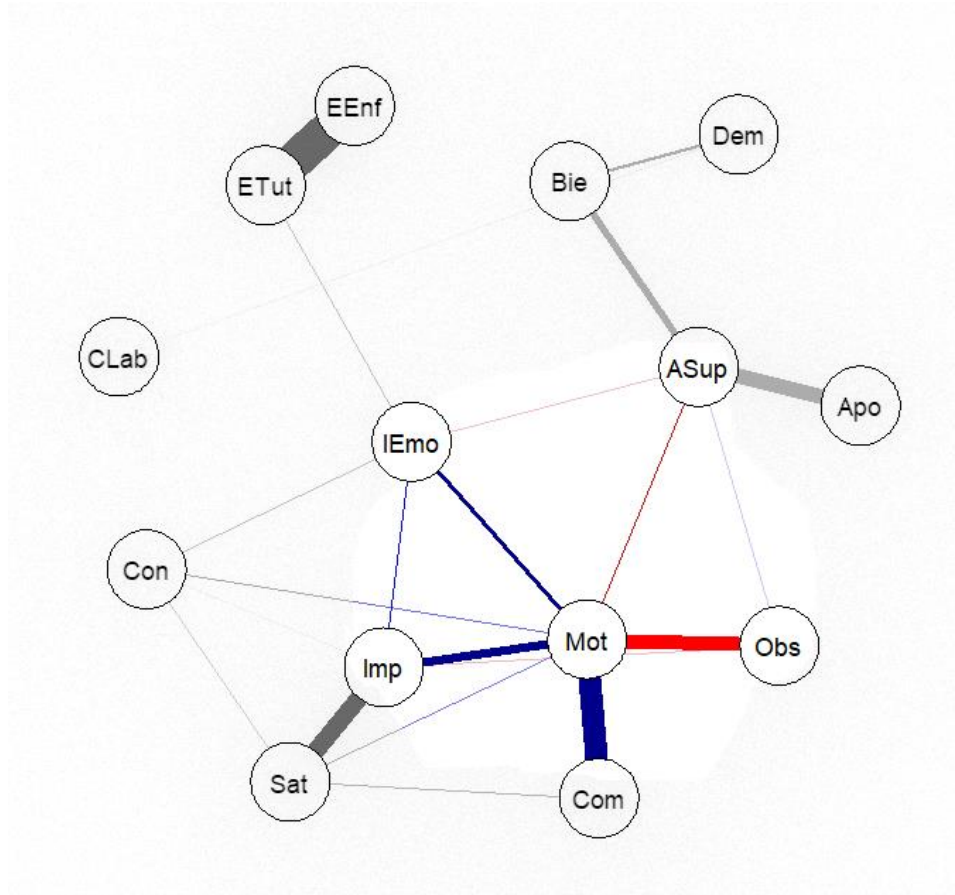 EEnf
Dem
ETut
Bie
CLab
ASup
Apo
IEmo
Con
Mot
Obs
Imp
Sat
Com